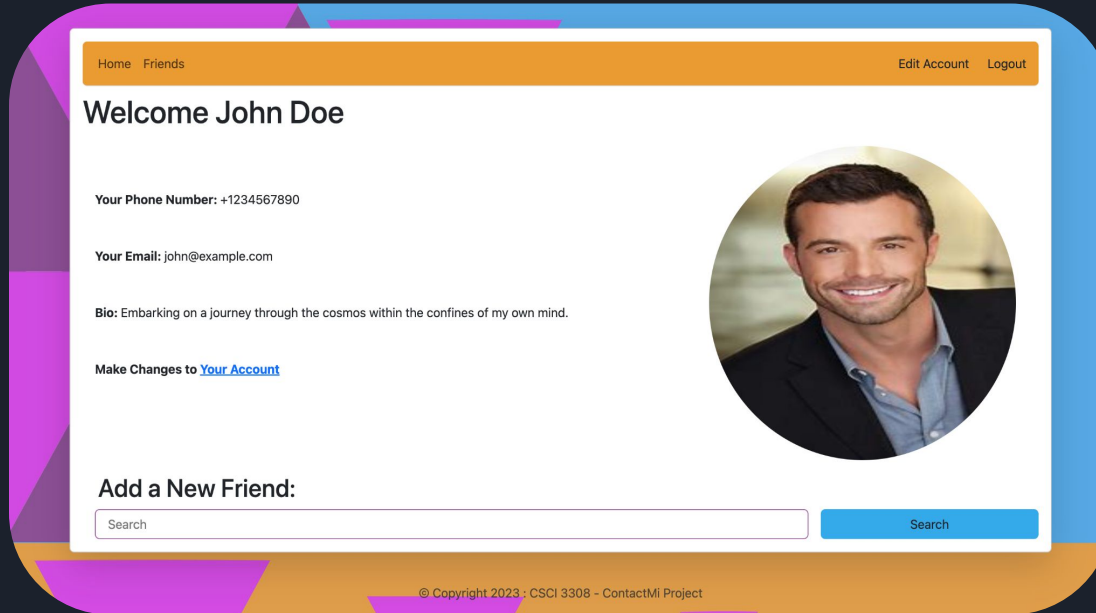 Home Friends Edit Account Logout
Welcome John Doe
Your Phone Number: +1234567890
Your Email: john@example.com
Bio: Embarking on a journey through the cosmos within the confines of my own mind.
Make Changes to Your Account
Add a New Friend:
Search Search
© Copyright 2023 : CSCI 3308 - ContactMi Project